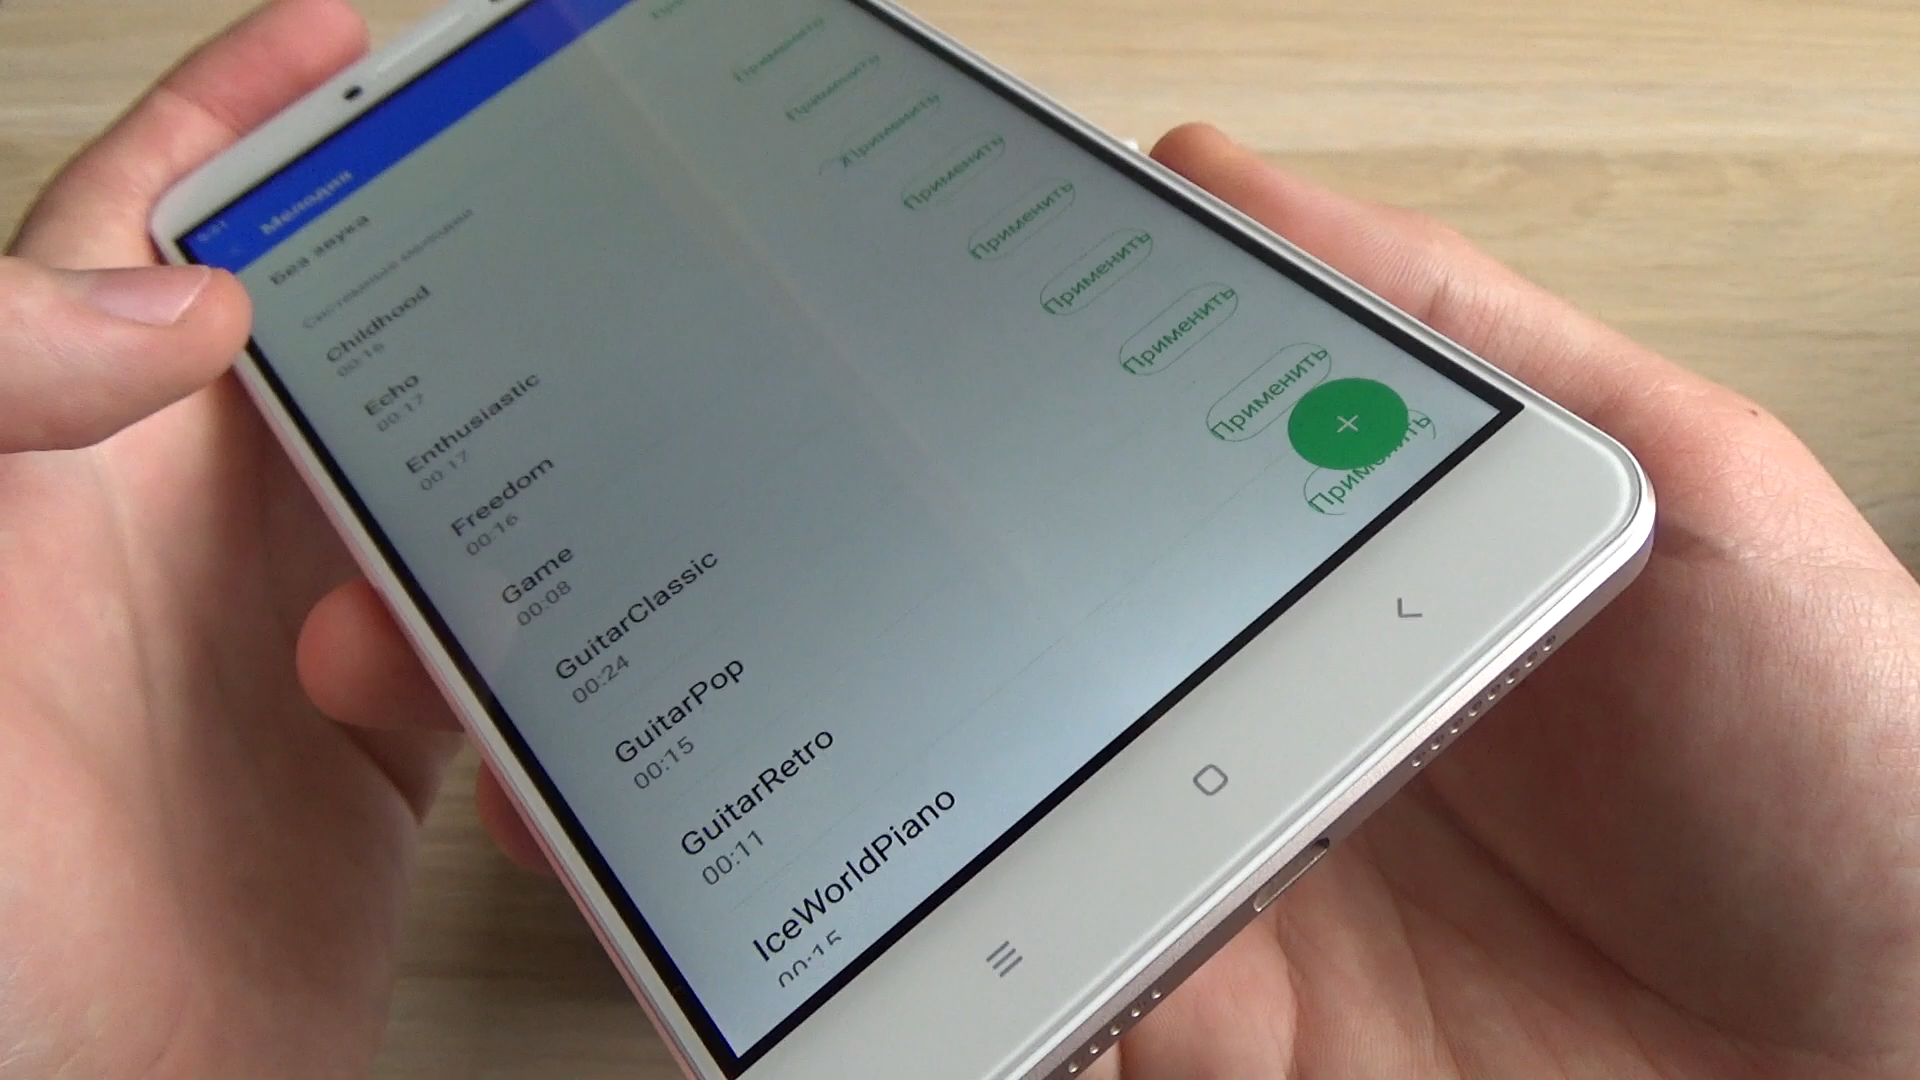 Мелодия
Без звука
Системные мелодии
Childhood
00:16
Применить
Echo
00:17
Применить
Enthusiastic
00:17
Применить
Freedom
00:16
Применить
Game
00:08
Применить
GuitarClassic
00:24
Применить
GuitarPop
00:15
Применить
GuitarRetro
00:11
Применить
IceWorldPiano
00:15
Применить